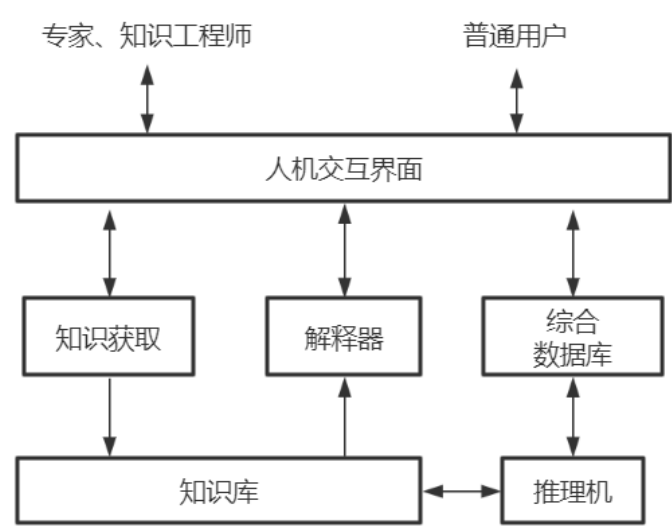 专家、知识工程师
普通用户
人机交互界面
知识获取
解释器
综合
数据库
知识库
推理机